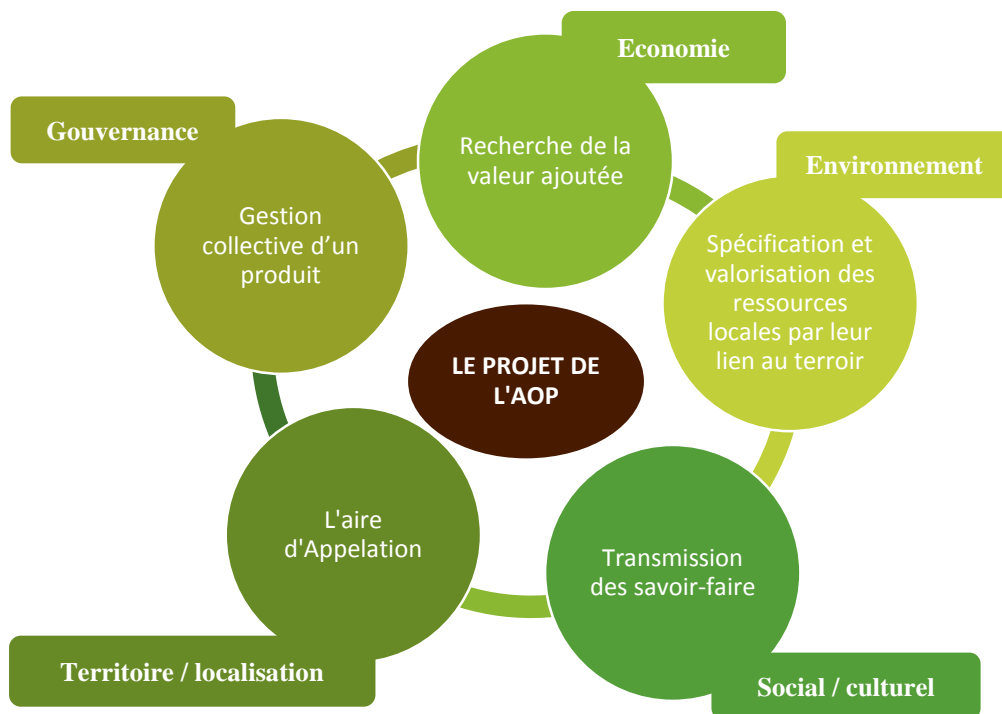 Economie
Recherche de la
valeur ajoutée
Environnement
Spécification et
valorisation des
ressources
locales par leur
lien au terroir
Social / culturel
Transmission
des savoir-faire
Territoire / localisation
L'aire
d'Appelation
Gouvernance
Gestion
collective d’un
produit
LE PROJET DE
L'AOP